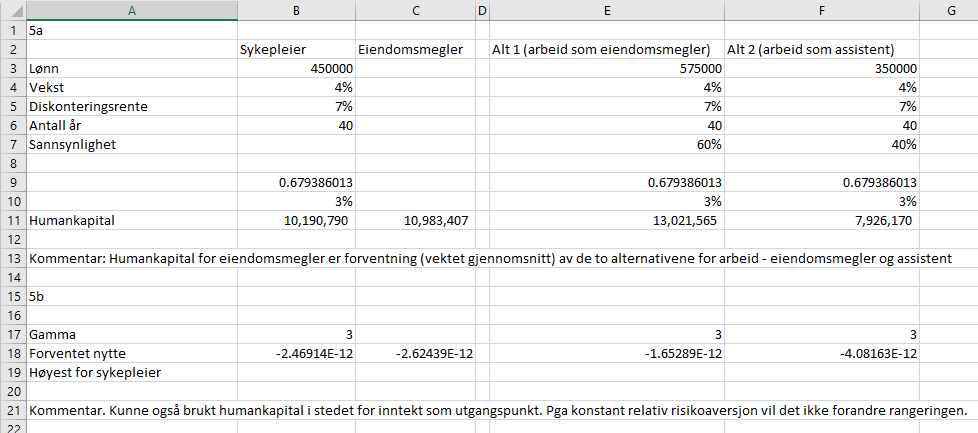 A B C D E F G
1 5a
2 Sykepleier Eiendomsmegler Alt 1 (arbeid som eiendomsmegler) Alt 2 (arbeid som assistent)
3 Lønn 450000 575000 350000
4 Vekst 4% 4% 4%
5 Diskonteringsrente 7% 7% 7%
6 Antall år 40 40 40
7 Sannsynlighet 60% 40%
8
9 0.679386013 0.679386013 0.679386013
10 3% 3% 3%
11 Humankapital 10,190,790 10,983,407 13,021,565 7,926,170
12
13 Kommentar: Humankapital for eiendomsmegler er forventning (vektet gjennomsnitt) av de to alternativene for arbeid - eiendomsmegler og assistent
14
15 5b
16
17 Gamma 3 3 3
18 Forventet nytte -2.46914E-12 -2.62439E-12 -1.65289E-12 -4.08163E-12
19 Høyest for sykepleier
20
21 Kommentar. Kunne også brukt humankapital i stedet for inntekt som utgangspunkt. Pga konstant relativ risikoaversjon vil det ikke forandre rangeringen.
22